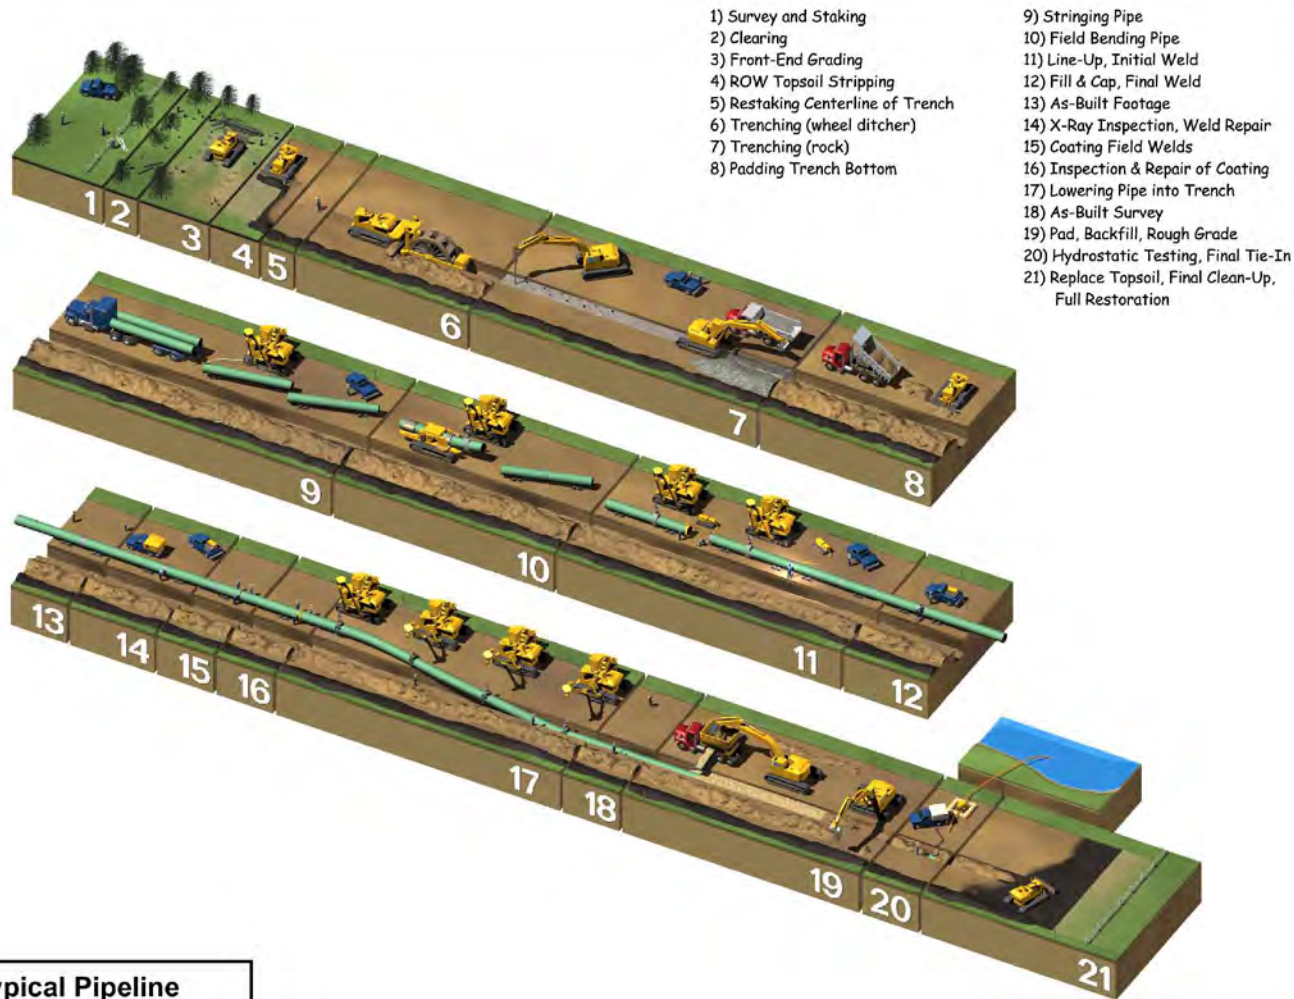 1) Survey and Staking
2) Clearing
3) Front-End Grading
4) ROW Topsoil Stripping
5) Restaking Centerline of Trench
6) Trenching (wheel ditcher)
7) Trenching (rock)
8) Padding Trench Bottom
9) Stringing Pipe
10) Field Bending Pipe
11) Line-Up, Initial Weld
12) Fill & Cap, Final Weld
13) As-Built Footage
14) X-Ray Inspection, Weld Repair
15) Coating Field Welds
16) Inspection & Repair of Coating
17) Lowering Pipe into Trench
18) As-Built Survey
19) Pad, Backfill, Rough Grade
20) Hydrostatic Testing, Final Tie-In
21) Replace Topsoil, Final Clean-Up,
Full Restoration
1
2
3
4
5
6
7
8
9
10
11
12
13
14
15
16
17
18
19
20
21
ypical Pipeline